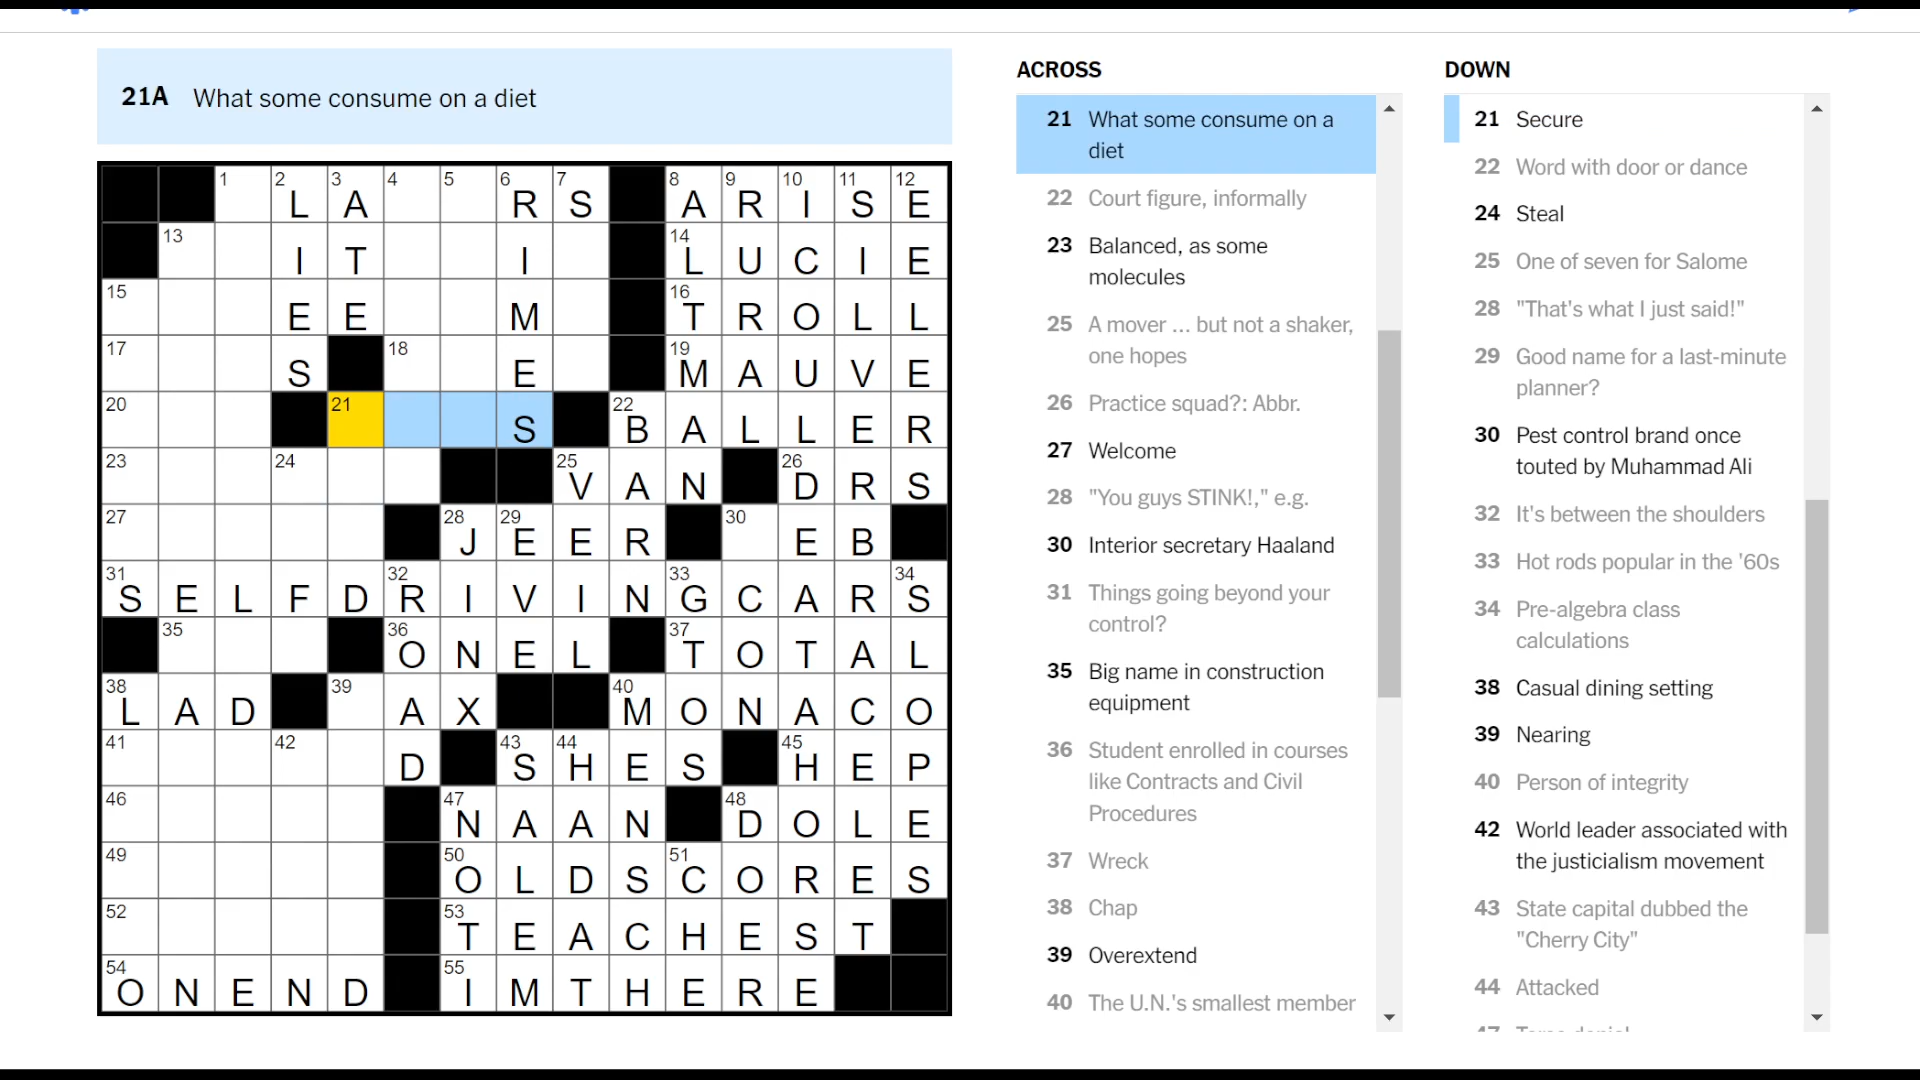 21A What some consume on a diet
1 2 3 4 5 6 7 8 9 10 11 12
L A R S A R I S E
13 14
I T I L U C I E
15 16
E E M T R O L L
17 18 19
S E M A U V E
20 21 22
S B A L L E R
23 24 25 26
V A N D R S
27 28 29 30
J E E R E B
31 32 33 34
S E L F D R I V I N G C A R S
35 36 37
O N E L T O T A L
38 39 40
L A D A X M O N A C O
41 42 43 44 45
D S H E S H E P
46 47 48
N A A N D O L E
49 50 51
O L D S C O R E S
52 53
T E A C H E S T
54 55
O N E N D I M T H E R E
ACROSS
21 What some consume on a
diet
22 Court figure, informally
23 Balanced, as some
molecules
25 A mover ... but not a shaker,
one hopes
26 Practice squad?: Abbr.
27 Welcome
28 "You guys STINK!," e.g.
30 Interior secretary Haaland
31 Things going beyond your
control?
35 Big name in construction
equipment
36 Student enrolled in courses
like Contracts and Civil
Procedures
37 Wreck
38 Chap
39 Overextend
40 The U.N.'s smallest member
DOWN
21 Secure
22 Word with door or dance
24 Steal
25 One of seven for Salome
28 "That's what I just said!"
29 Good name for a last-minute
planner?
30 Pest control brand once
touted by Muhammad Ali
32 It's between the shoulders
33 Hot rods popular in the '60s
34 Pre-algebra class
calculations
38 Casual dining setting
39 Nearing
40 Person of integrity
42 World leader associated with
the justicialism movement
43 State capital dubbed the
"Cherry City"
44 Attacked